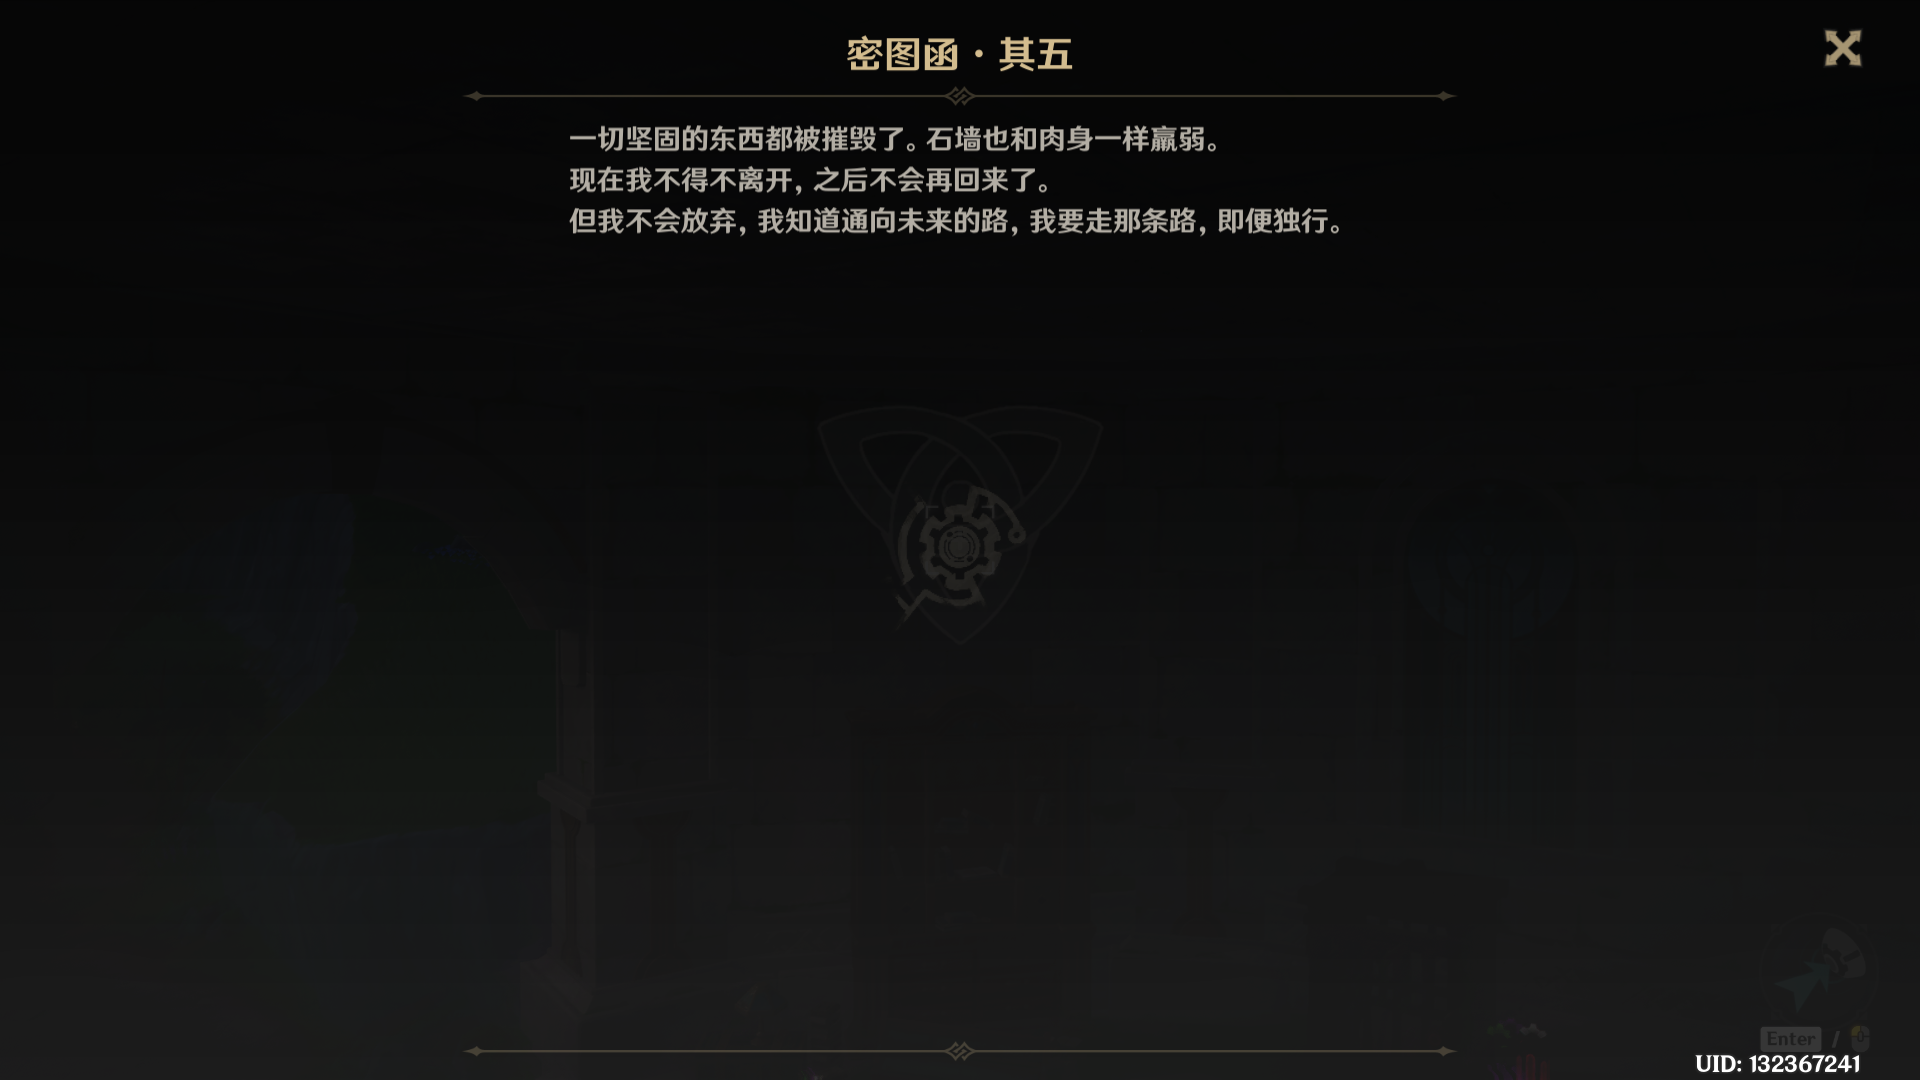 密图函·其五
一切坚固的东西都被摧毁了。石墙也和肉身一样羸弱。
现在我不得不离开，之后不会再回来了。
但我不会放弃，我知道通向未来的路，我要走那条路，即便独行。
Enter /
UID: 132367241